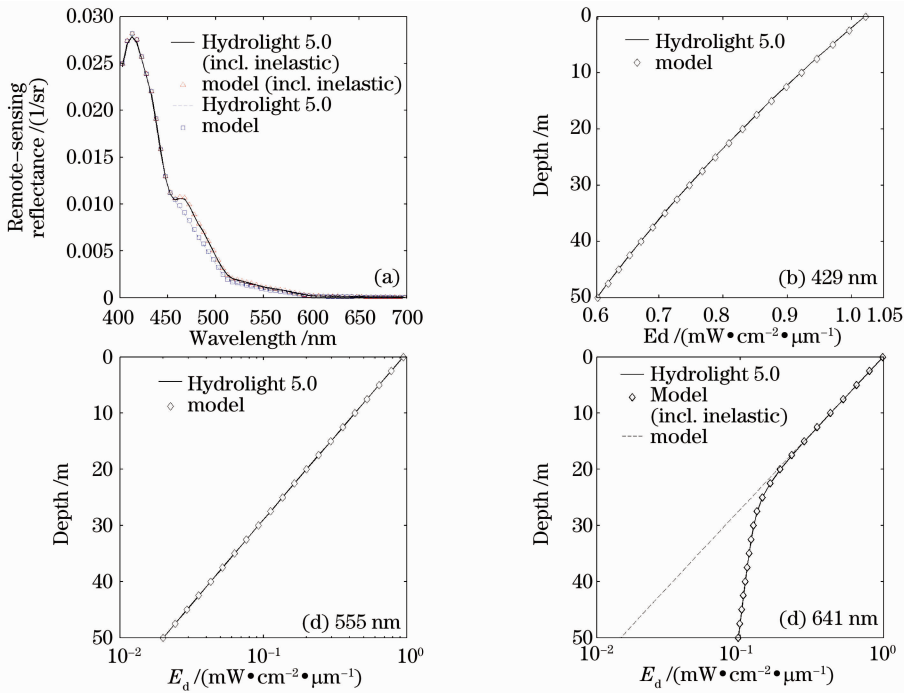 0.030
0.025
0.020
0.015
0.010
0.005
0
Remote-sensing
reflectance /(1/sr)
Hydrolight 5.0
(incl. inelastic)
model (incl. inelastic)
Hydrolight 5.0
model
(a)
400 450 500 550 600 650 700
Wavelength /nm
0
10
20
30
40
50
Depth /m
Hydrolight 5.0
model
(b) 429 nm
0.6 0.7 0.8 0.9 1.0 1.05
Ed /(mW•cm⁻²•μm⁻¹)
0
10
20
30
40
50
Depth /m
Hydrolight 5.0
model
(d) 555 nm
10⁻² 10⁻¹ 10⁰
E_d /(mW•cm⁻²•μm⁻¹)
0
10
20
30
40
50
Depth /m
Hydrolight 5.0
Model
(incl. inelastic)
model
(d) 641 nm
10⁻² 10⁻¹ 10⁰
E_d /(mW•cm⁻²•μm⁻¹)